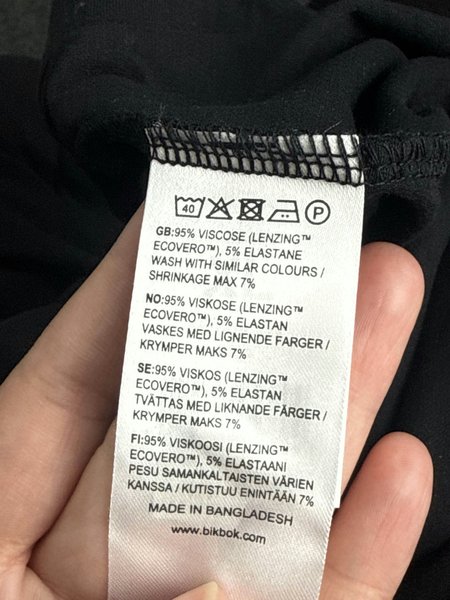 40 P
GB:95% VISCOSE (LENZING™
ECOVERO™), 5% ELASTANE
WASH WITH SIMILAR COLOURS /
SHRINKAGE MAX 7%
NO:95% VISKOSE (LENZING™
ECOVERO™), 5% ELASTAN
VASKES MED LIGNENDE FARGER /
KRYMPER MAKS 7%
SE:95% VISKOS (LENZING™
ECOVERO™), 5% ELASTAN
TVÄTTAS MED LIKNANDE FÄRGER /
KRYMPER MAKS 7%
FI:95% VISKOOSI (LENZING™
ECOVERO™), 5% ELASTAANI
PESU SAMANKALTAISTEN VÄRIEN
KANSSA / KUTISTUU ENINTÄÄN 7%
MADE IN BANGLADESH
www.bikbok.com